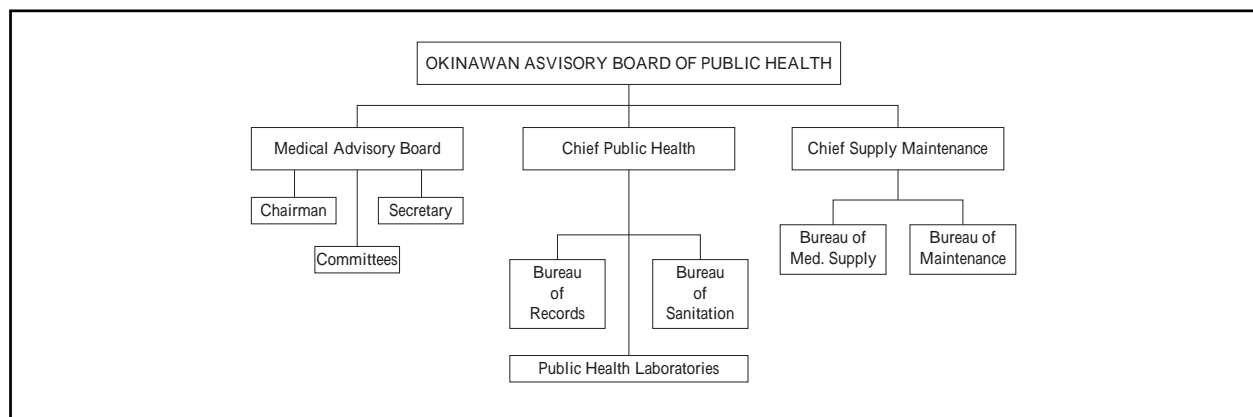 OKINAWAN ASVISORY BOARD OF PUBLIC HEALTH
Medical Advisory Board
Chief Public Health
Chief Supply Maintenance
Chairman
Secretary
Committees
Bureau
of
Records
Bureau
of
Sanitation
Public Health Laboratories
Bureau of
Med. Supply
Bureau of
Maintenance